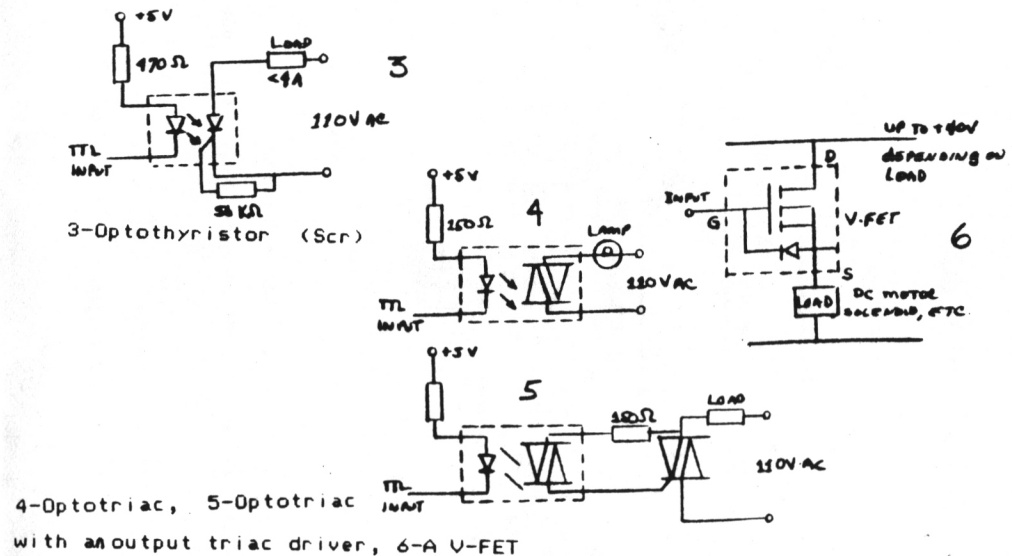 +5V
470Ω
LOAD
<4A
3
110V AC
TTL
INPUT
56 KΩ
3-Optothyristor (Scr)
+5V
150Ω
4
LAMP
110V AC
TTL
INPUT
UP TO +40V
DEPENDING ON
LOAD
D
INPUT
G
V-FET
6
S
LOAD
DC MOTOR
SOLENOID, ETC
+5V
5
150Ω
LOAD
110V AC
TTL
INPUT
4-Optotriac, 5-Optotriac
with an output triac driver, 6-A V-FET